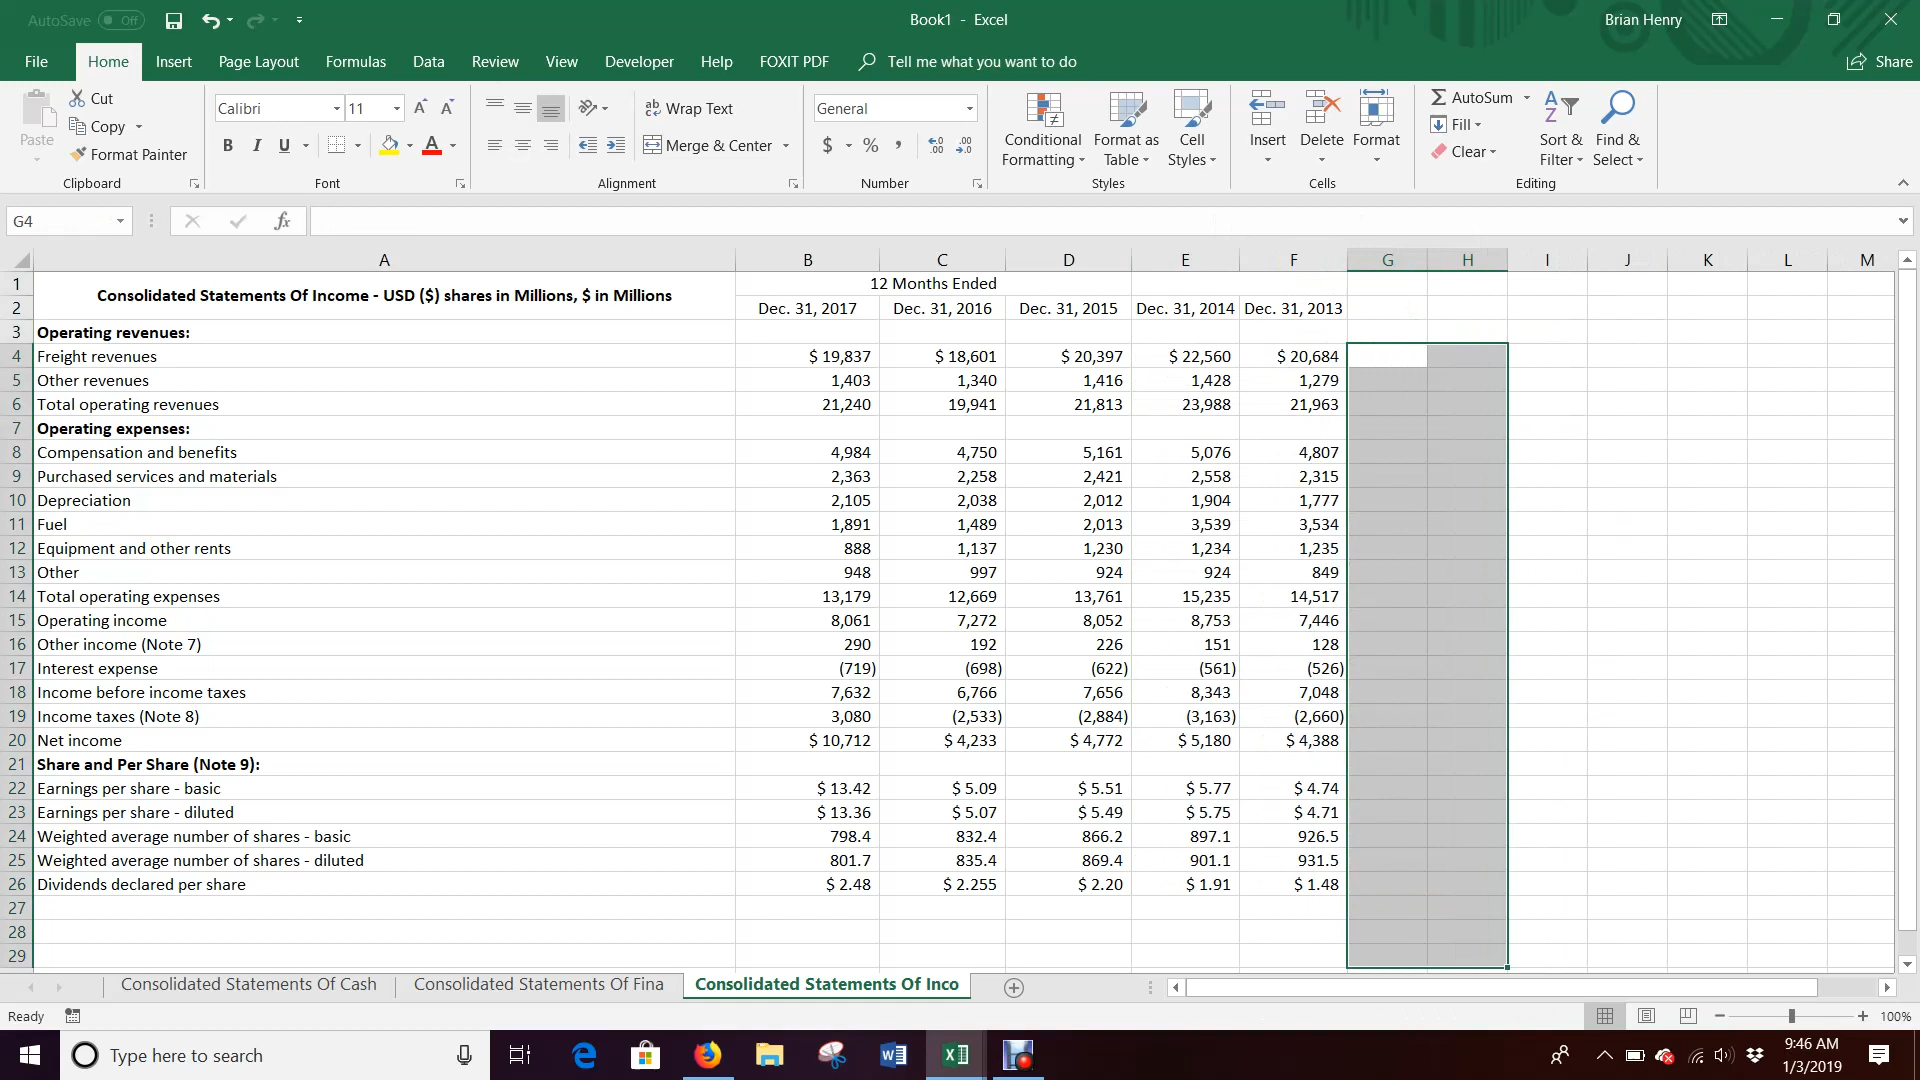 AutoSave Off Book1 - Excel Brian Henry
File Home Insert Page Layout Formulas Data Review View Developer Help FOXIT PDF Tell me what you want to do Share
Paste Cut Copy Format Painter Clipboard
Calibri 11 A A B I U A Font
ab Wrap Text Merge & Center Alignment
General $ % , .00 .00 Number
Conditional Formatting Format as Table Cell Styles Styles
Insert Delete Format Cells
AutoSum Fill Clear Sort & Filter Find & Select Editing
G4 fx
A B C D E F G H I J K L M
1 Consolidated Statements Of Income - USD ($) shares in Millions, $ in Millions 12 Months Ended
2 Dec. 31, 2017 Dec. 31, 2016 Dec. 31, 2015 Dec. 31, 2014 Dec. 31, 2013
3 Operating revenues:
4 Freight revenues $ 19,837 $ 18,601 $ 20,397 $ 22,560 $ 20,684
5 Other revenues 1,403 1,340 1,416 1,428 1,279
6 Total operating revenues 21,240 19,941 21,813 23,988 21,963
7 Operating expenses:
8 Compensation and benefits 4,984 4,750 5,161 5,076 4,807
9 Purchased services and materials 2,363 2,258 2,421 2,558 2,315
10 Depreciation 2,105 2,038 2,012 1,904 1,777
11 Fuel 1,891 1,489 2,013 3,539 3,534
12 Equipment and other rents 888 1,137 1,230 1,234 1,235
13 Other 948 997 924 924 849
14 Total operating expenses 13,179 12,669 13,761 15,235 14,517
15 Operating income 8,061 7,272 8,052 8,753 7,446
16 Other income (Note 7) 290 192 226 151 128
17 Interest expense (719) (698) (622) (561) (526)
18 Income before income taxes 7,632 6,766 7,656 8,343 7,048
19 Income taxes (Note 8) 3,080 (2,533) (2,884) (3,163) (2,660)
20 Net income $ 10,712 $ 4,233 $ 4,772 $ 5,180 $ 4,388
21 Share and Per Share (Note 9):
22 Earnings per share - basic $ 13.42 $ 5.09 $ 5.51 $ 5.77 $ 4.74
23 Earnings per share - diluted $ 13.36 $ 5.07 $ 5.49 $ 5.75 $ 4.71
24 Weighted average number of shares - basic 798.4 832.4 866.2 897.1 926.5
25 Weighted average number of shares - diluted 801.7 835.4 869.4 901.1 931.5
26 Dividends declared per share $ 2.48 $ 2.255 $ 2.20 $ 1.91 $ 1.48
27
28
29
Consolidated Statements Of Cash Consolidated Statements Of Fina Consolidated Statements Of Inco
Ready 100%
Type here to search 9:46 AM
1/3/2019